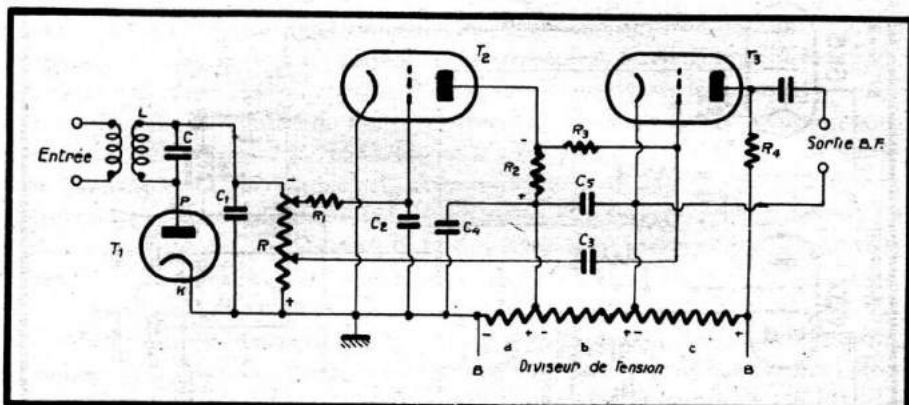 T2
T3
L
C
R3
R4
Entrée
Sortie B.F.
-
R2
+
P
C1
-
R1
C2
C4
C5
T1
R
C3
K
+
- d + - b + - c +
B
Diviseur de Tension
B